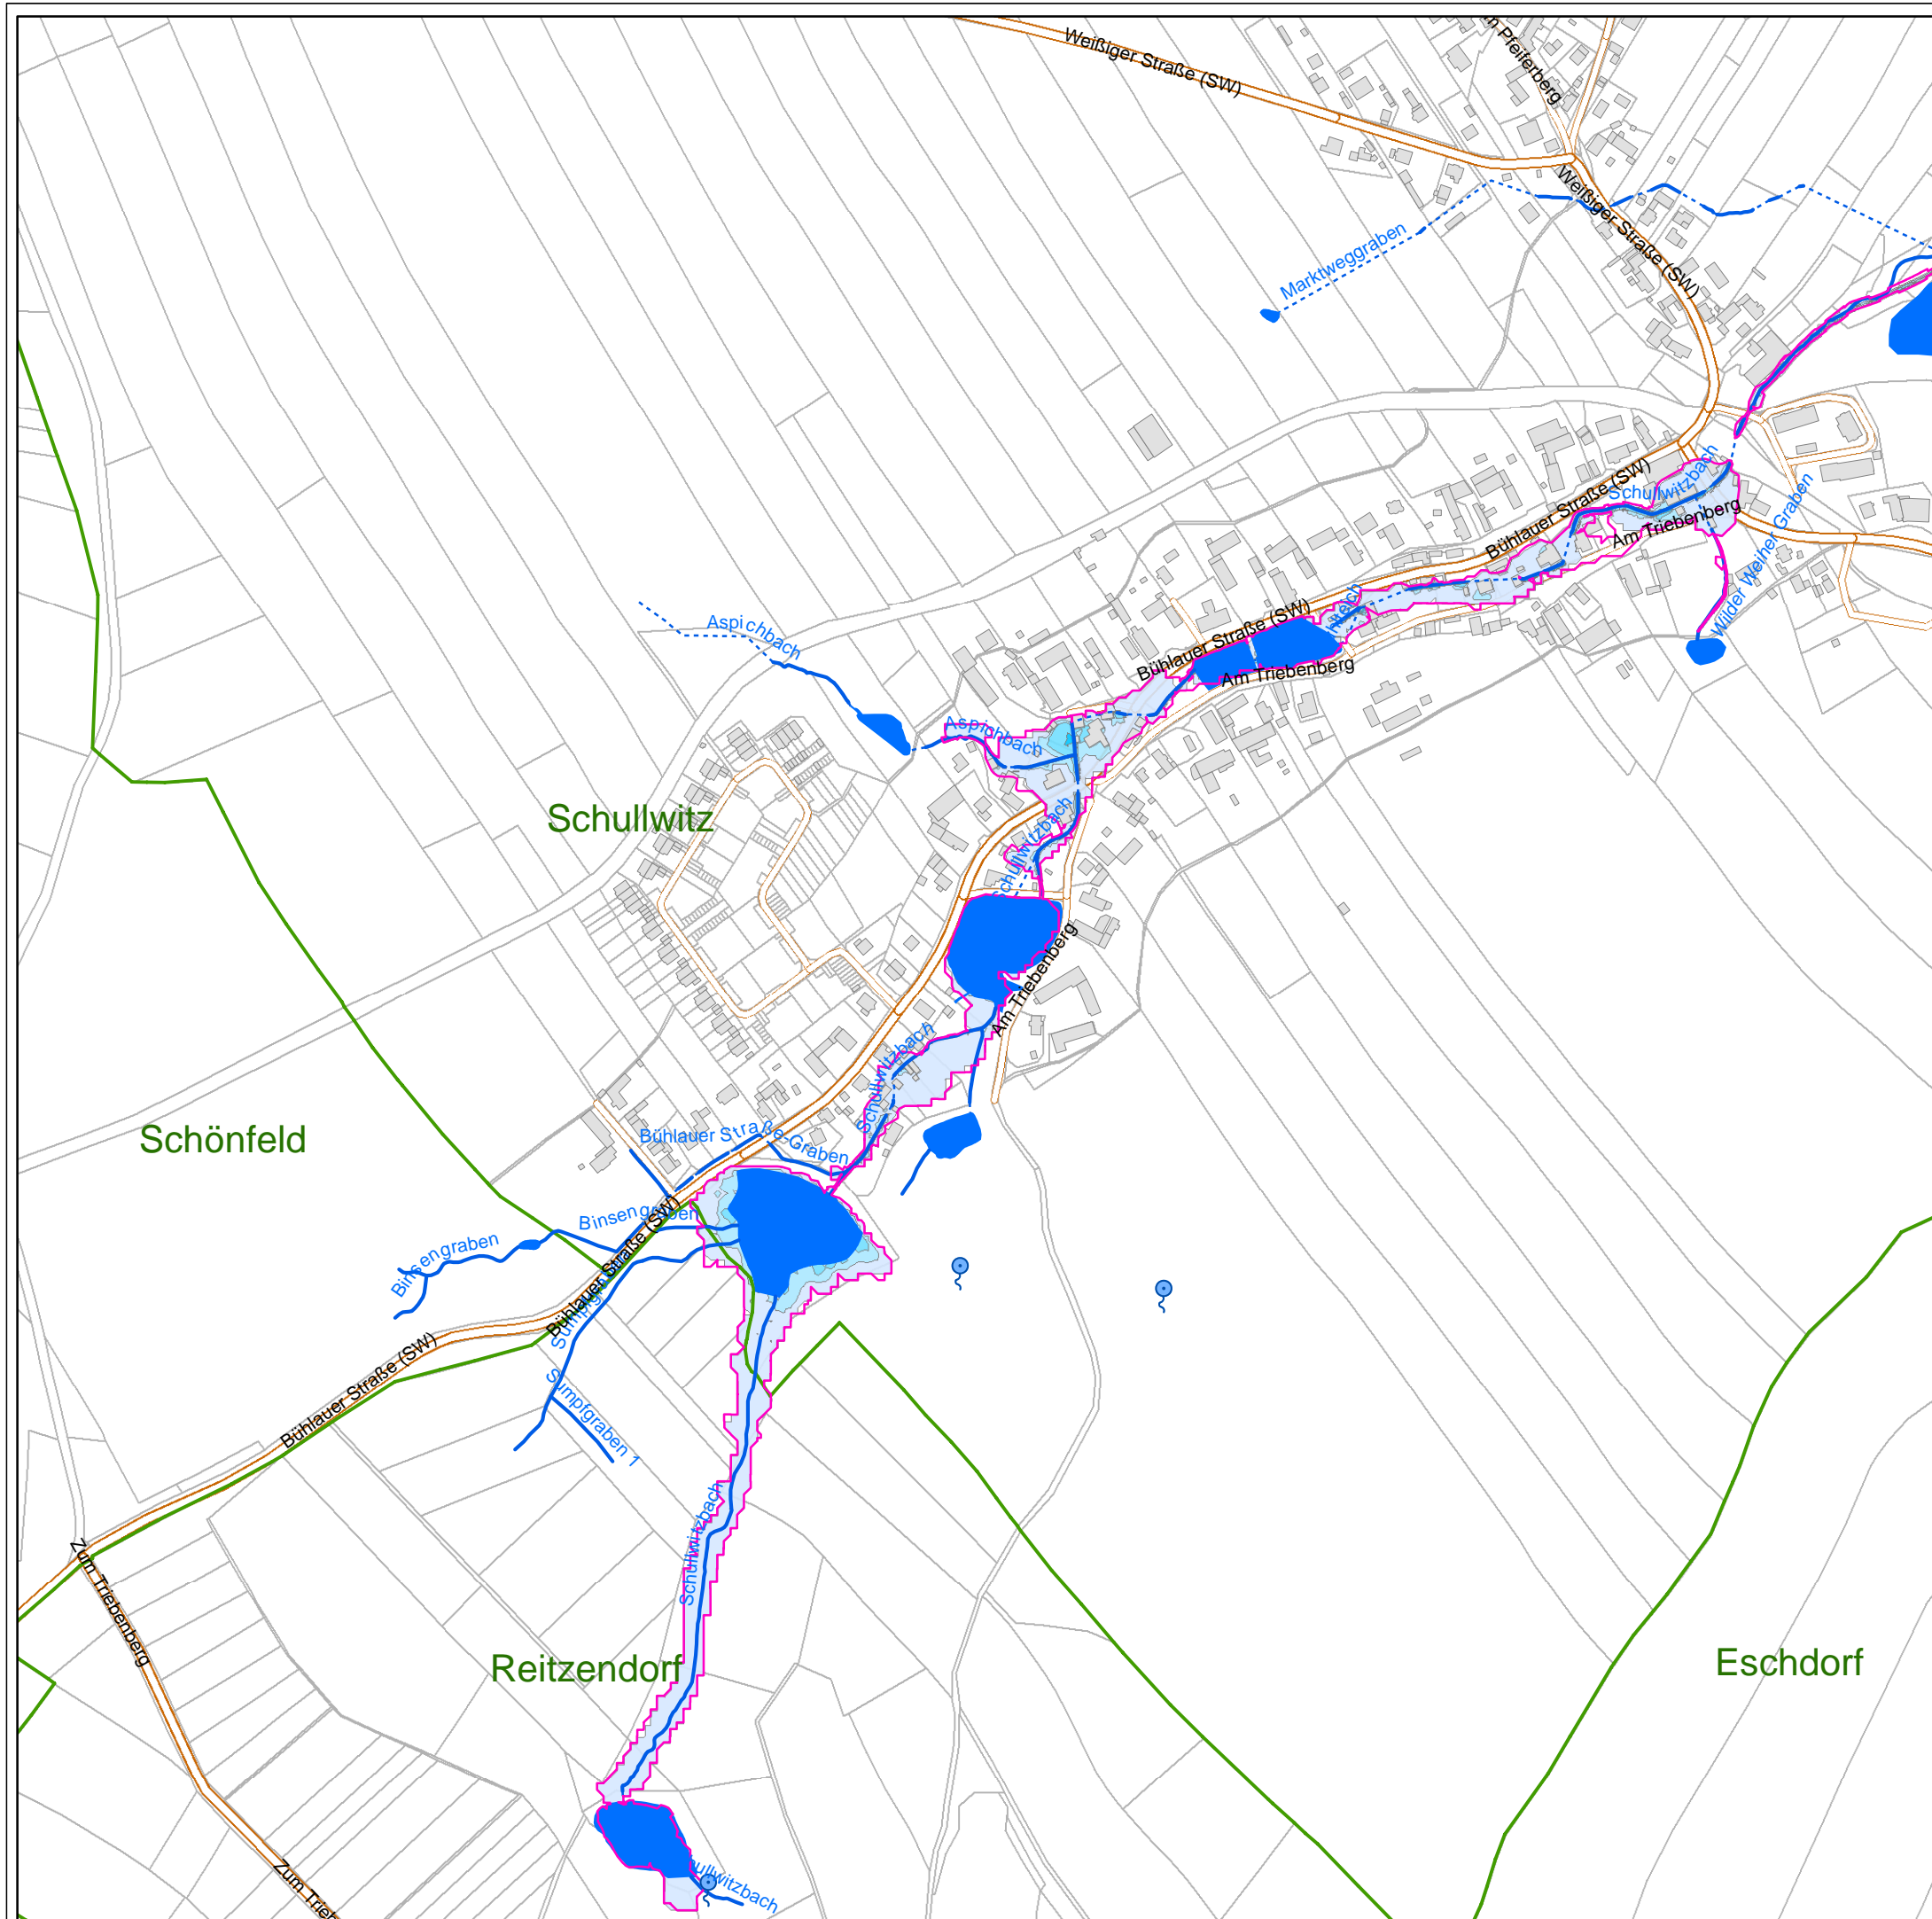 Weißiger Straße (SW)
Pfeiferberg
Weißiger Straße (SW)
Marktweggraben
Schullwitzbach
Bühlauer Straße (SW)
Am Triebenberg
Wilder Weiher Graben
Aspichbach
Bühlauer Straße (SW)
Am Triebenberg
Aspichbach
Schullwitz
Schullwitzbach
Am Triebenberg
Schullwitzbach
Schönfeld
Bühlauer Straße-Graben
Binsengraben
Binsengraben
Bühlauer Straße (SW)
Bühlauer Straße (SW)
Sumpfgraben 1
Schullwitzbach
Zum Triebenberg
Reitzendorf
Eschdorf